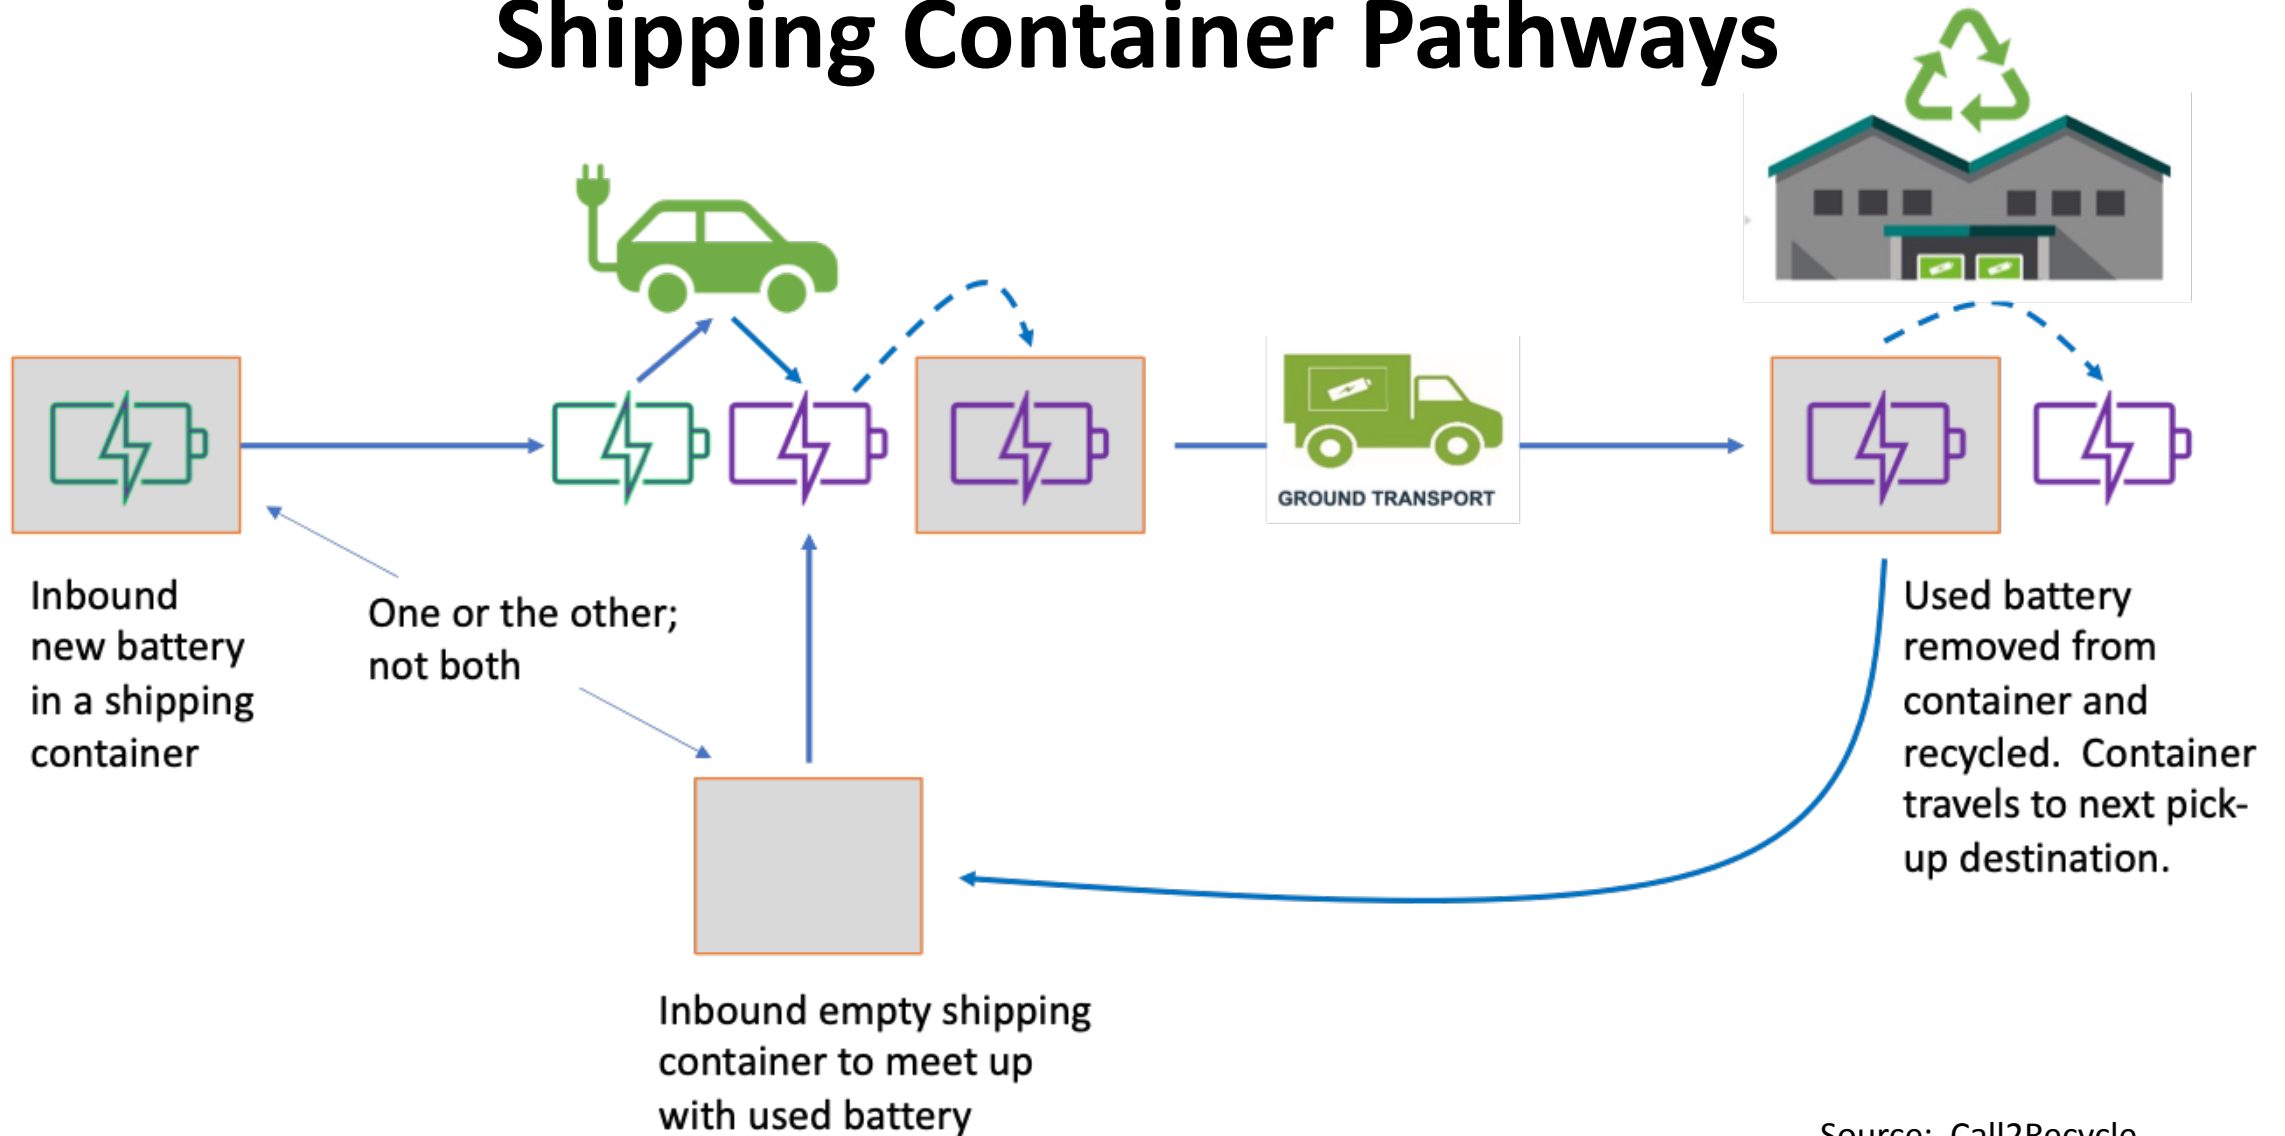 Shipping Container Pathways
GROUND TRANSPORT
Inbound
new battery
in a shipping
container
One or the other;
not both
Used battery
removed from
container and
recycled.  Container
travels to next pick-
up destination.
Inbound empty shipping
container to meet up
with used battery
Source:  Call2Recycle